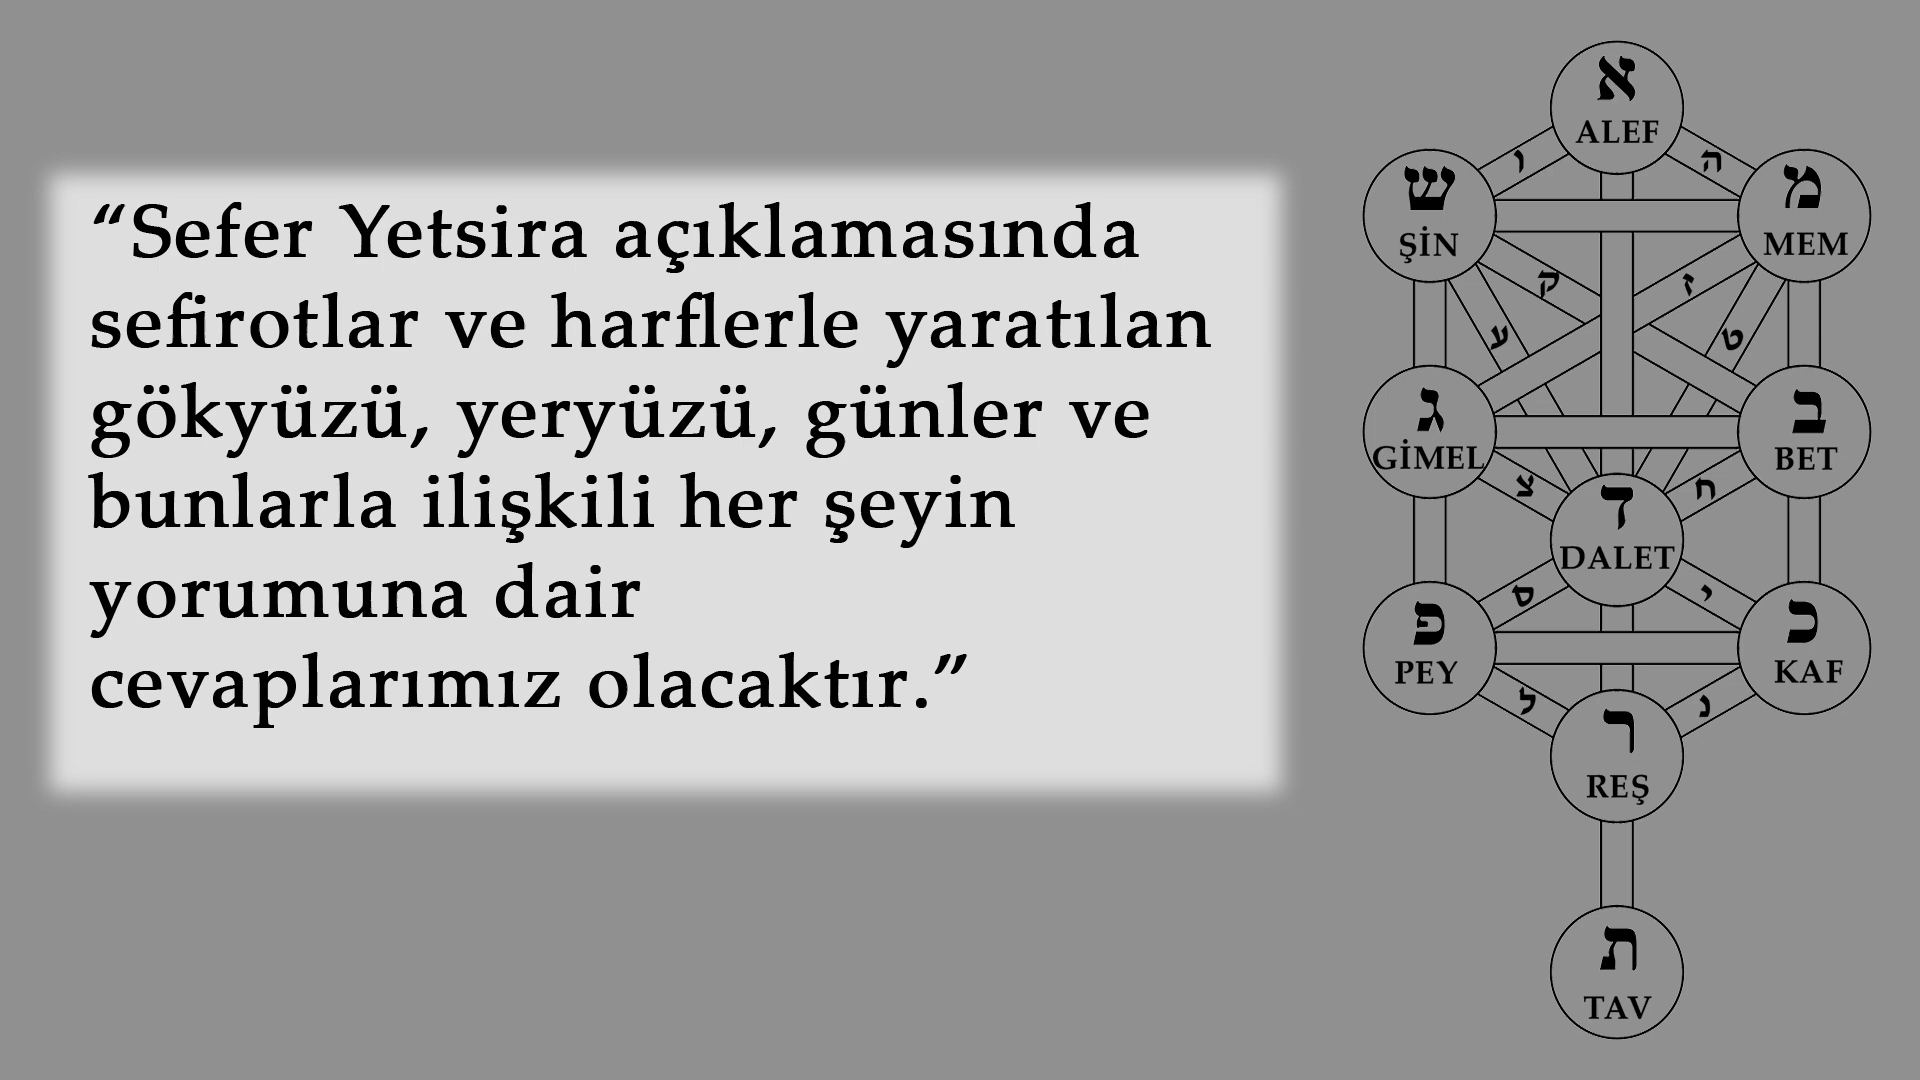 “Sefer Yetsira açıklamasında
sefirotlar ve harflerle yaratılan
gökyüzü, yeryüzü, günler ve
bunlarla ilişkili her şeyin
yorumuna dair
cevaplarımız olacaktır.”
א
ALEF
ו
ה
ש
ŞİN
מ
MEM
ק
ז
ע
ט
ג
GİMEL
ב
BET
צ
ח
ד
DALET
ס
י
פ
PEY
כ
KAF
ל
נ
ר
REŞ
ת
TAV